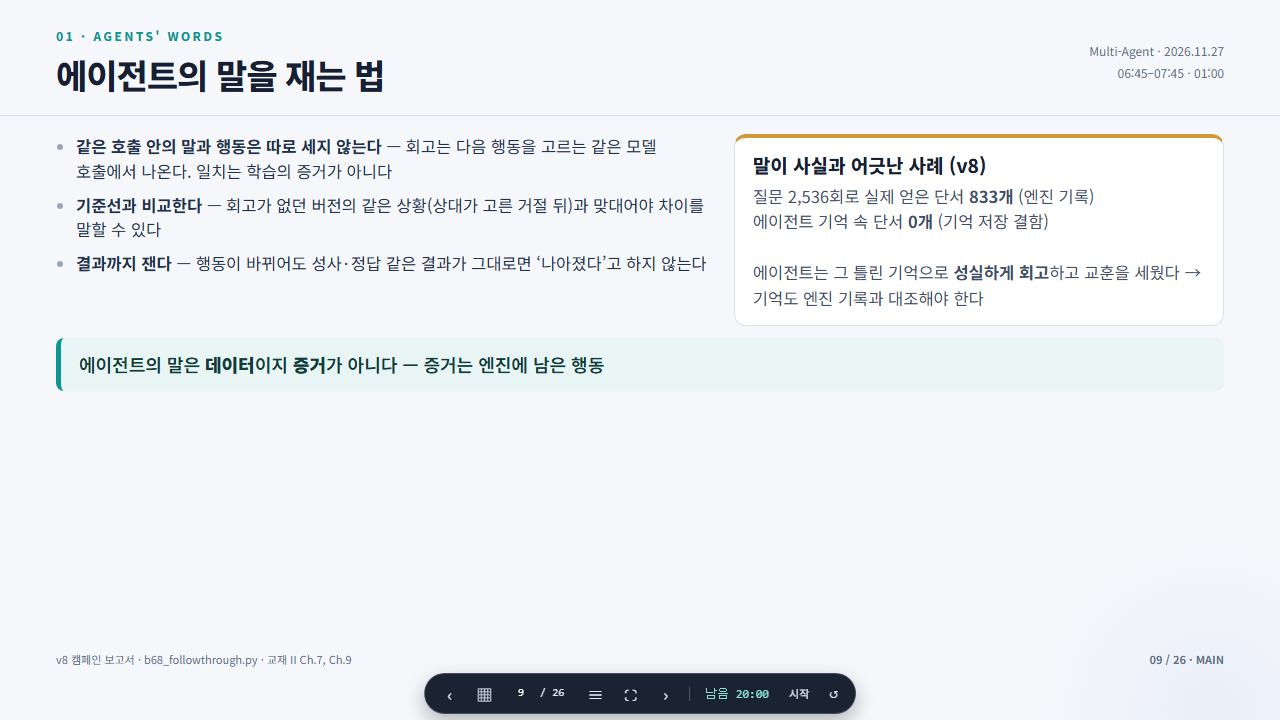 01 · AGENTS' WORDS
에이전트의 말을 재는 법
Multi-Agent · 2026.11.27
06:45–07:45 · 01:00
같은 호출 안의 말과 행동은 따로 세지 않는다 — 회고는 다음 행동을 고르는 같은 모델
호출에서 나온다. 일치는 학습의 증거가 아니다
기준선과 비교한다 — 회고가 없던 버전의 같은 상황(상대가 고른 거절 뒤)과 맞대어야 차이를
말할 수 있다
결과까지 잰다 — 행동이 바뀌어도 성사·정답 같은 결과가 그대로면 ‘나아졌다’고 하지 않는다
말이 사실과 어긋난 사례 (v8)
질문 2,536회로 실제 얻은 단서 833개 (엔진 기록)
에이전트 기억 속 단서 0개 (기억 저장 결함)
에이전트는 그 틀린 기억으로 성실하게 회고하고 교훈을 세웠다 →
기억도 엔진 기록과 대조해야 한다
에이전트의 말은 데이터이지 증거가 아니다 — 증거는 엔진에 남은 행동
v8 캠페인 보고서 · b68_followthrough.py · 교재 II Ch.7, Ch.9
09 / 26 · MAIN
9 / 26
남음 20:00
시작